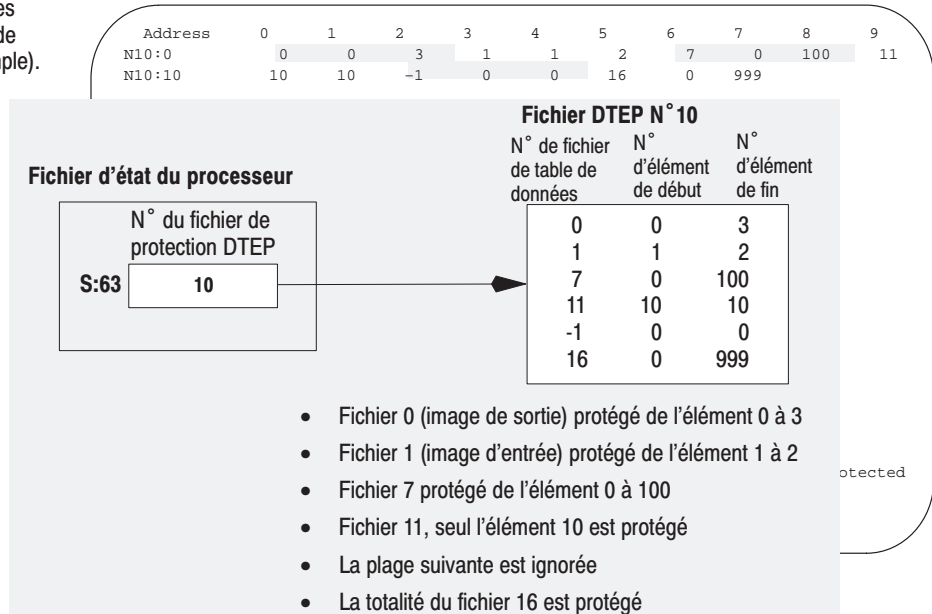 es
de
ple).
Address 0 1 2 3 4 5 6 7 8 9
N10:0 0 0 3 1 1 2 7 0 100 11
N10:10 10 10 -1 0 0 16 0 999
Fichier DTEP N°10
N° de fichier de table de données
N° d'élément de début
N° d'élément de fin
0 0 3
1 1 2
7 0 100
11 10 10
-1 0 0
16 0 999
Fichier d'état du processeur
N° du fichier de
protection DTEP
S:63 10
• Fichier 0 (image de sortie) protégé de l'élément 0 à 3
• Fichier 1 (image d'entrée) protégé de l'élément 1 à 2
• Fichier 7 protégé de l'élément 0 à 100
otected
• Fichier 11, seul l'élément 10 est protégé
• La plage suivante est ignorée
• La totalité du fichier 16 est protégé